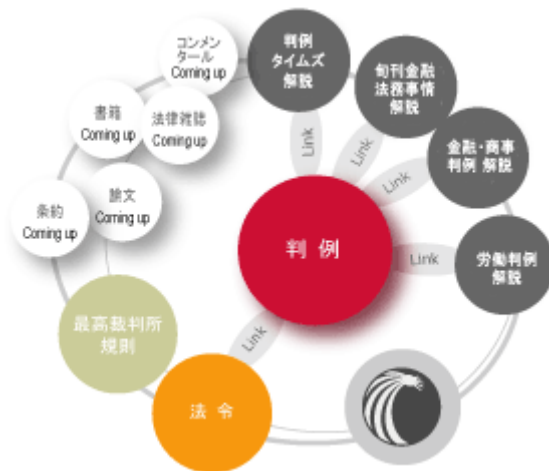 コンメン
タール
Coming up
判例
タイムズ
解説
旬刊金融
法務事情
解説
書籍
Coming up
法律雑誌
Coming up
金融・商事
判例 解説
Link
Link
Link
条約
Coming up
論文
Coming up
判 例
Link
労働判例
解説
最高裁判所
規則
Link
法 令